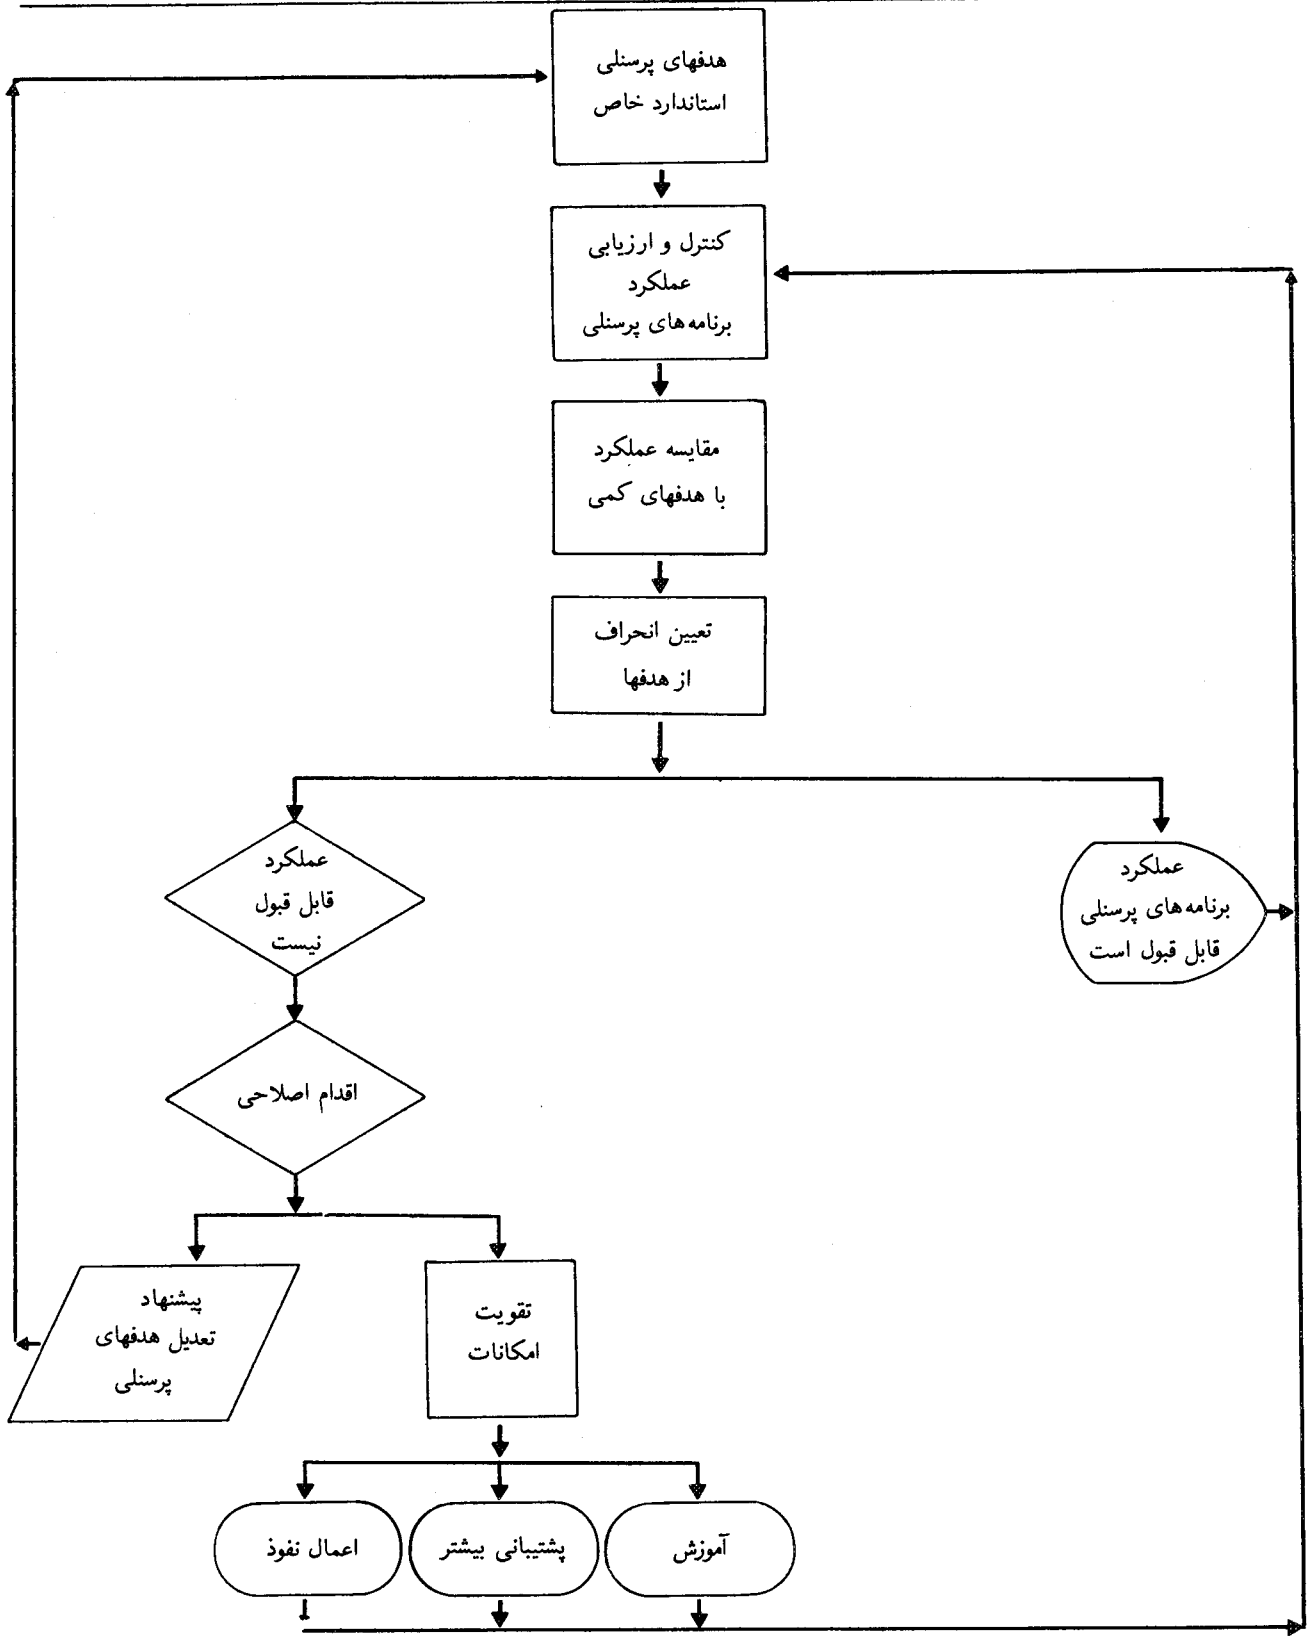 هدفهای پرسنلی
استاندارد خاص
کنترل و ارزیابی
عملکرد
برنامه‌های پرسنلی
مقایسه عملکرد
با هدفهای کمی
تعیین انحراف
از هدفها
عملکرد
برنامه‌های پرسنلی
قابل قبول است
عملکرد
قابل قبول
نیست
اقدام اصلاحی
تقویت
امکانات
پیشنهاد
تعدیل هدفهای
پرسنلی
آموزش
پشتیبانی بیشتر
اعمال نفوذ